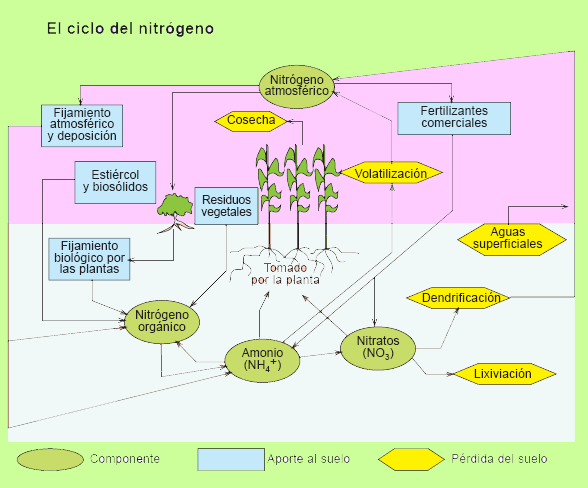 El ciclo del nitrógeno
Nitrógeno
atmosférico
Fijamiento
atmosférico
y deposición
Cosecha
Fertilizantes
comerciales
Estiércol
y biosólidos
Volatilización
Residuos
vegetales
Aguas
superficiales
Fijamiento
biológico por
las plantas
Tomado
por la planta
Dendrificación
Nitrógeno
orgánico
Amonio
(NH4+)
Nitratos
(NO3)
Lixiviación
Componente
Aporte al suelo
Pérdida del suelo